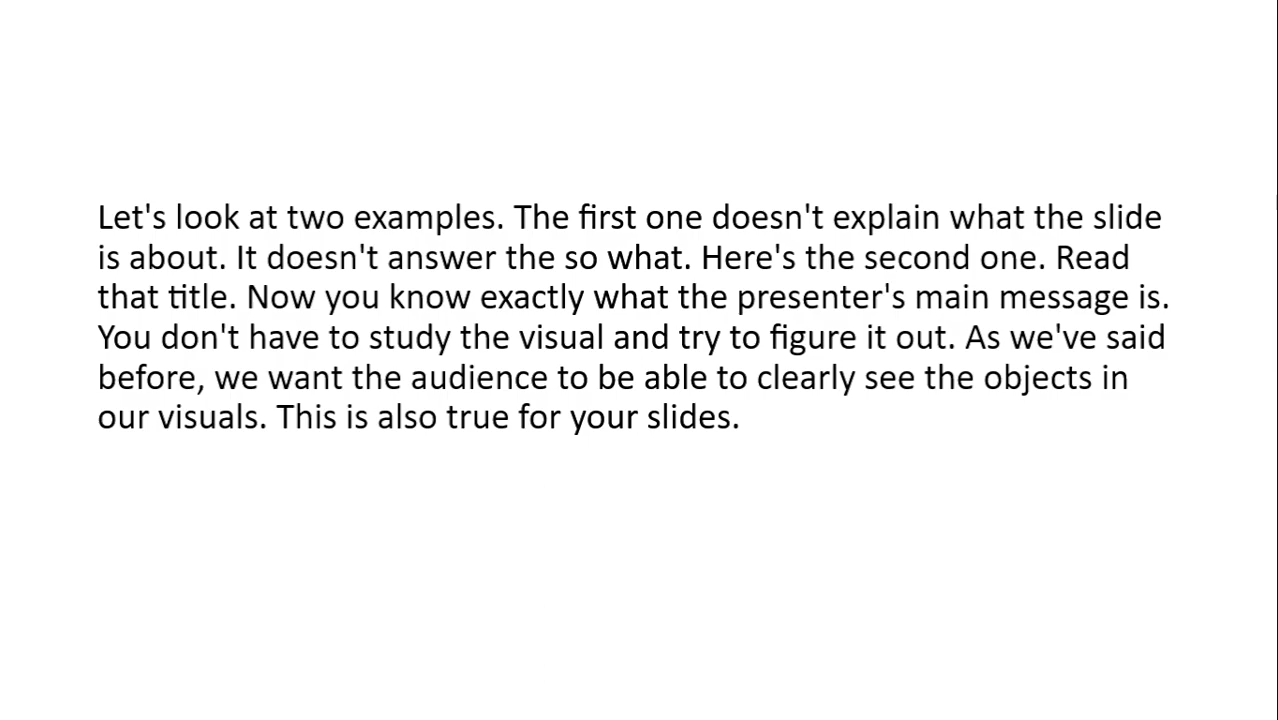 Let's look at two examples. The first one doesn't explain what the slide
is about. It doesn't answer the so what. Here's the second one. Read
that title. Now you know exactly what the presenter's main message is.
You don't have to study the visual and try to figure it out. As we've said
before, we want the audience to be able to clearly see the objects in
our visuals. This is also true for your slides.